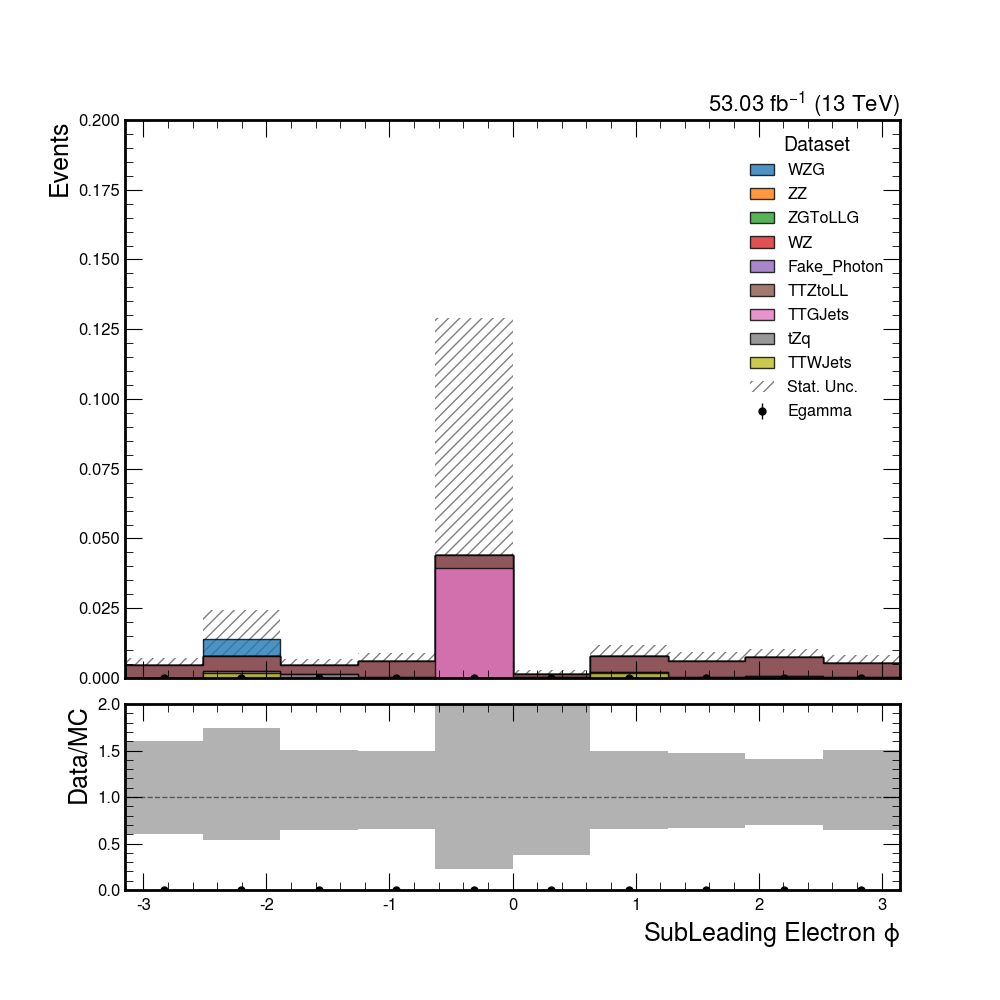 53.03 fb⁻¹ (13 TeV)
Events
0.200
0.175
0.150
0.125
0.100
0.075
0.050
0.025
0.000
Dataset
WZG
ZZ
ZGToLLG
WZ
Fake_Photon
TTZtoLL
TTGJets
tZq
TTWJets
Stat. Unc.
Egamma
Data/MC
2.0
1.5
1.0
0.5
0.0
-3 -2 -1 0 1 2 3
SubLeading Electron ϕ